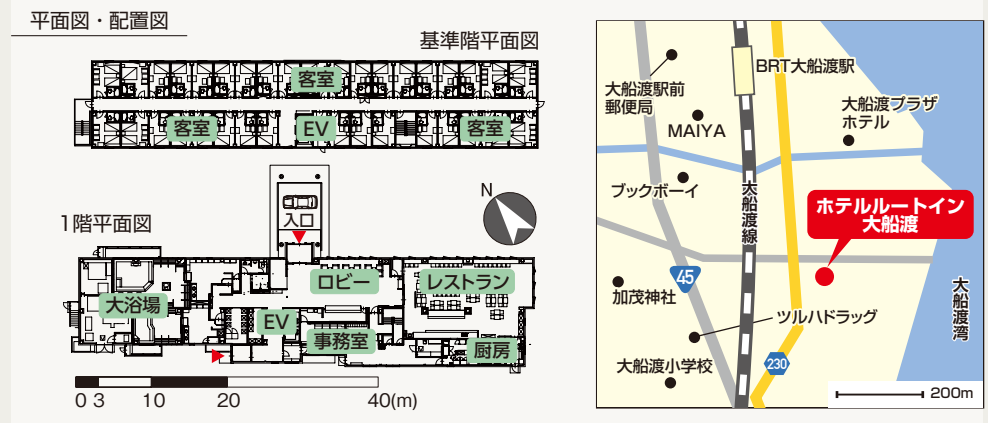 平面図・配置図
基準階平面図
客室
客室
EV
客室
1階平面図
入口
N
大浴場
ロビー
レストラン
EV
事務室
厨房
0 3 10 20 40(m)
BRT大船渡駅
大船渡駅前
郵便局
MAIYA
大船渡プラザ
ホテル
ブックボーイ
大船渡線
ホテルルートイン
大船渡
45
加茂神社
大船渡湾
ツルハドラッグ
大船渡小学校
230
200m